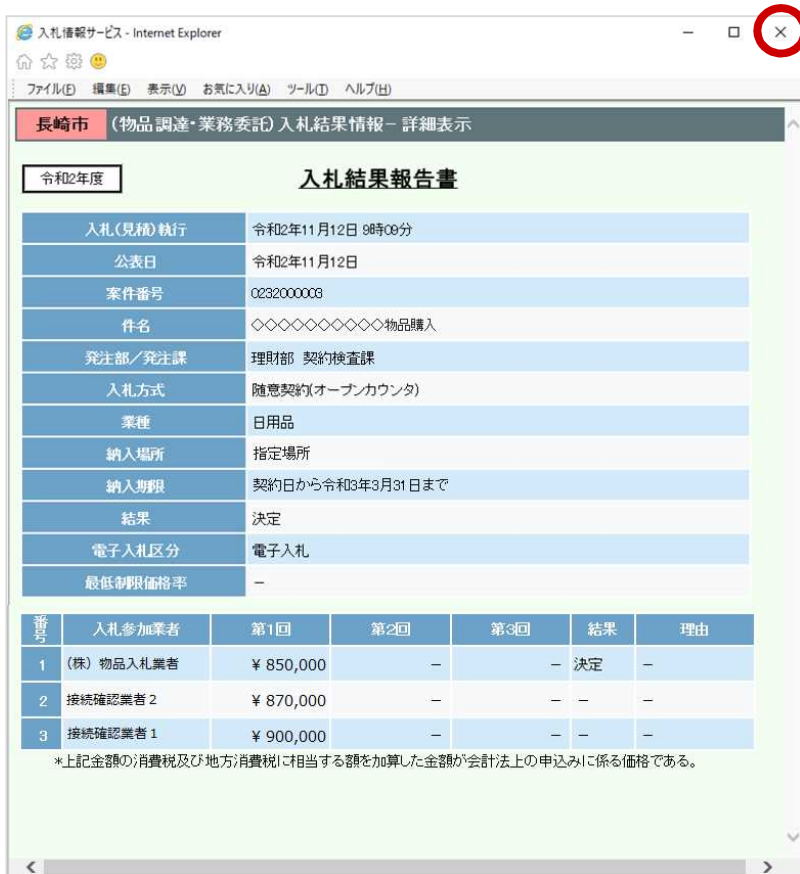 入札情報サービス - Internet Explorer
ファイル(F) 編集(E) 表示(V) お気に入り(A) ツール(T) ヘルプ(H)
長崎市 (物品調達・業務委託) 入札結果情報－詳細表示
令和2年度 入札結果報告書
入札(見積)執行 令和2年11月12日 9時09分
公表日 令和2年11月12日
案件番号 0232000003
件名 ◇◇◇◇◇◇◇◇◇◇物品購入
発注部／発注課 理財部 契約検査課
入札方式 随意契約(オープンカウンタ)
業種 日用品
納入場所 指定場所
納入期限 契約日から令和3年3月31日まで
結果 決定
電子入札区分 電子入札
最低制限価格率 －
番号 入札参加業者 第1回 第2回 第3回 結果 理由
1 (株) 物品入札業者 ¥ 850,000 － － 決定 －
2 接続確認業者2 ¥ 870,000 － － － －
3 接続確認業者1 ¥ 900,000 － － － －
*上記金額の消費税及び地方消費税に相当する額を加算した金額が会計法上の申込みに係る価格である。